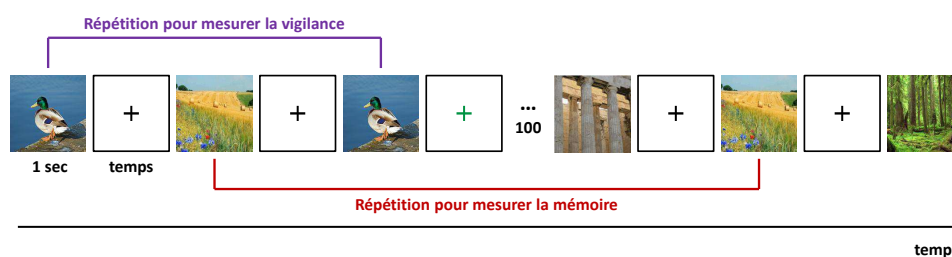 Répétition pour mesurer la vigilance
...
100
1 sec
temps
Répétition pour mesurer la mémoire
temp